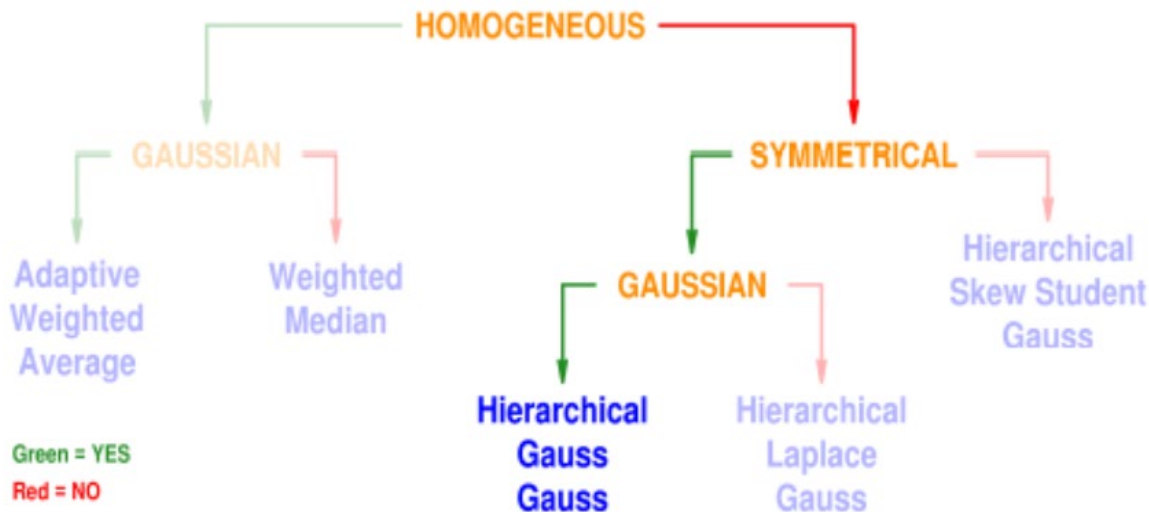 HOMOGENEOUS
GAUSSIAN
SYMMETRICAL
Adaptive
Weighted
Average
Weighted
Median
GAUSSIAN
Hierarchical
Skew Student
Gauss
Hierarchical
Gauss
Gauss
Hierarchical
Laplace
Gauss
Green = YES
Red = NO